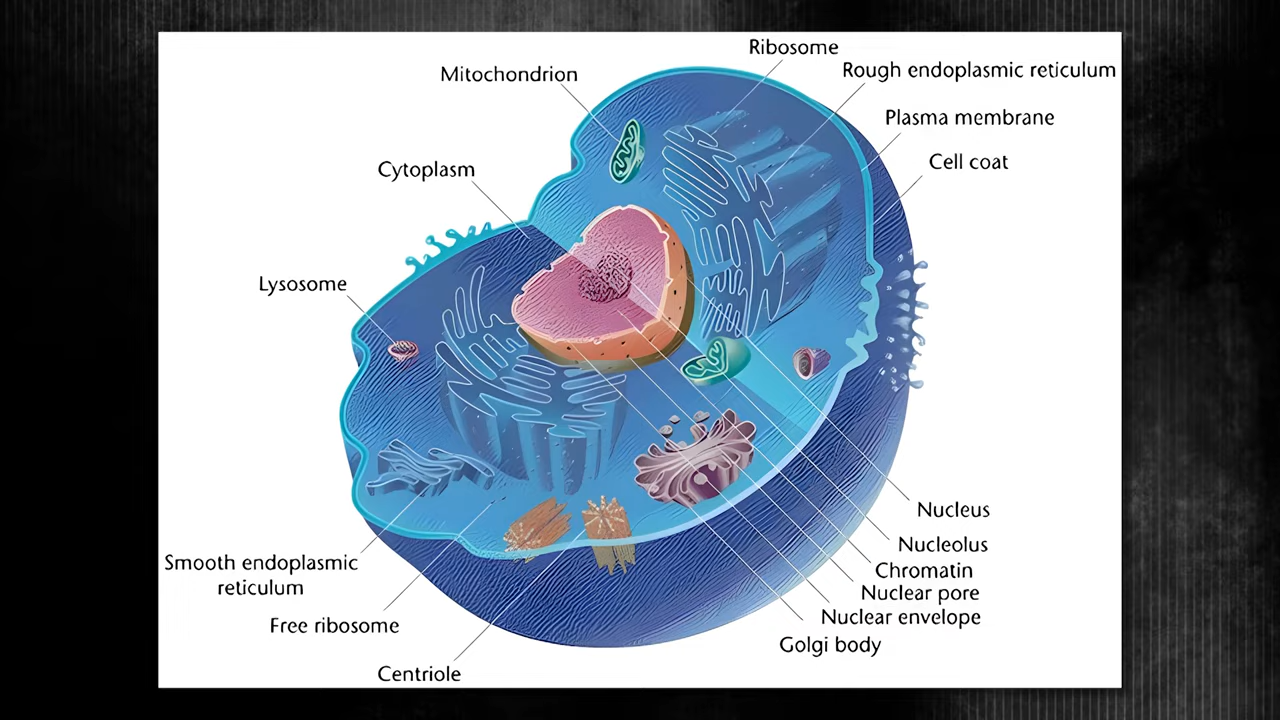 Ribosome
Mitochondrion
Rough endoplasmic reticulum
Plasma membrane
Cell coat
Cytoplasm
Lysosome
Nucleus
Nucleolus
Smooth endoplasmic
reticulum
Chromatin
Nuclear pore
Nuclear envelope
Free ribosome
Golgi body
Centriole